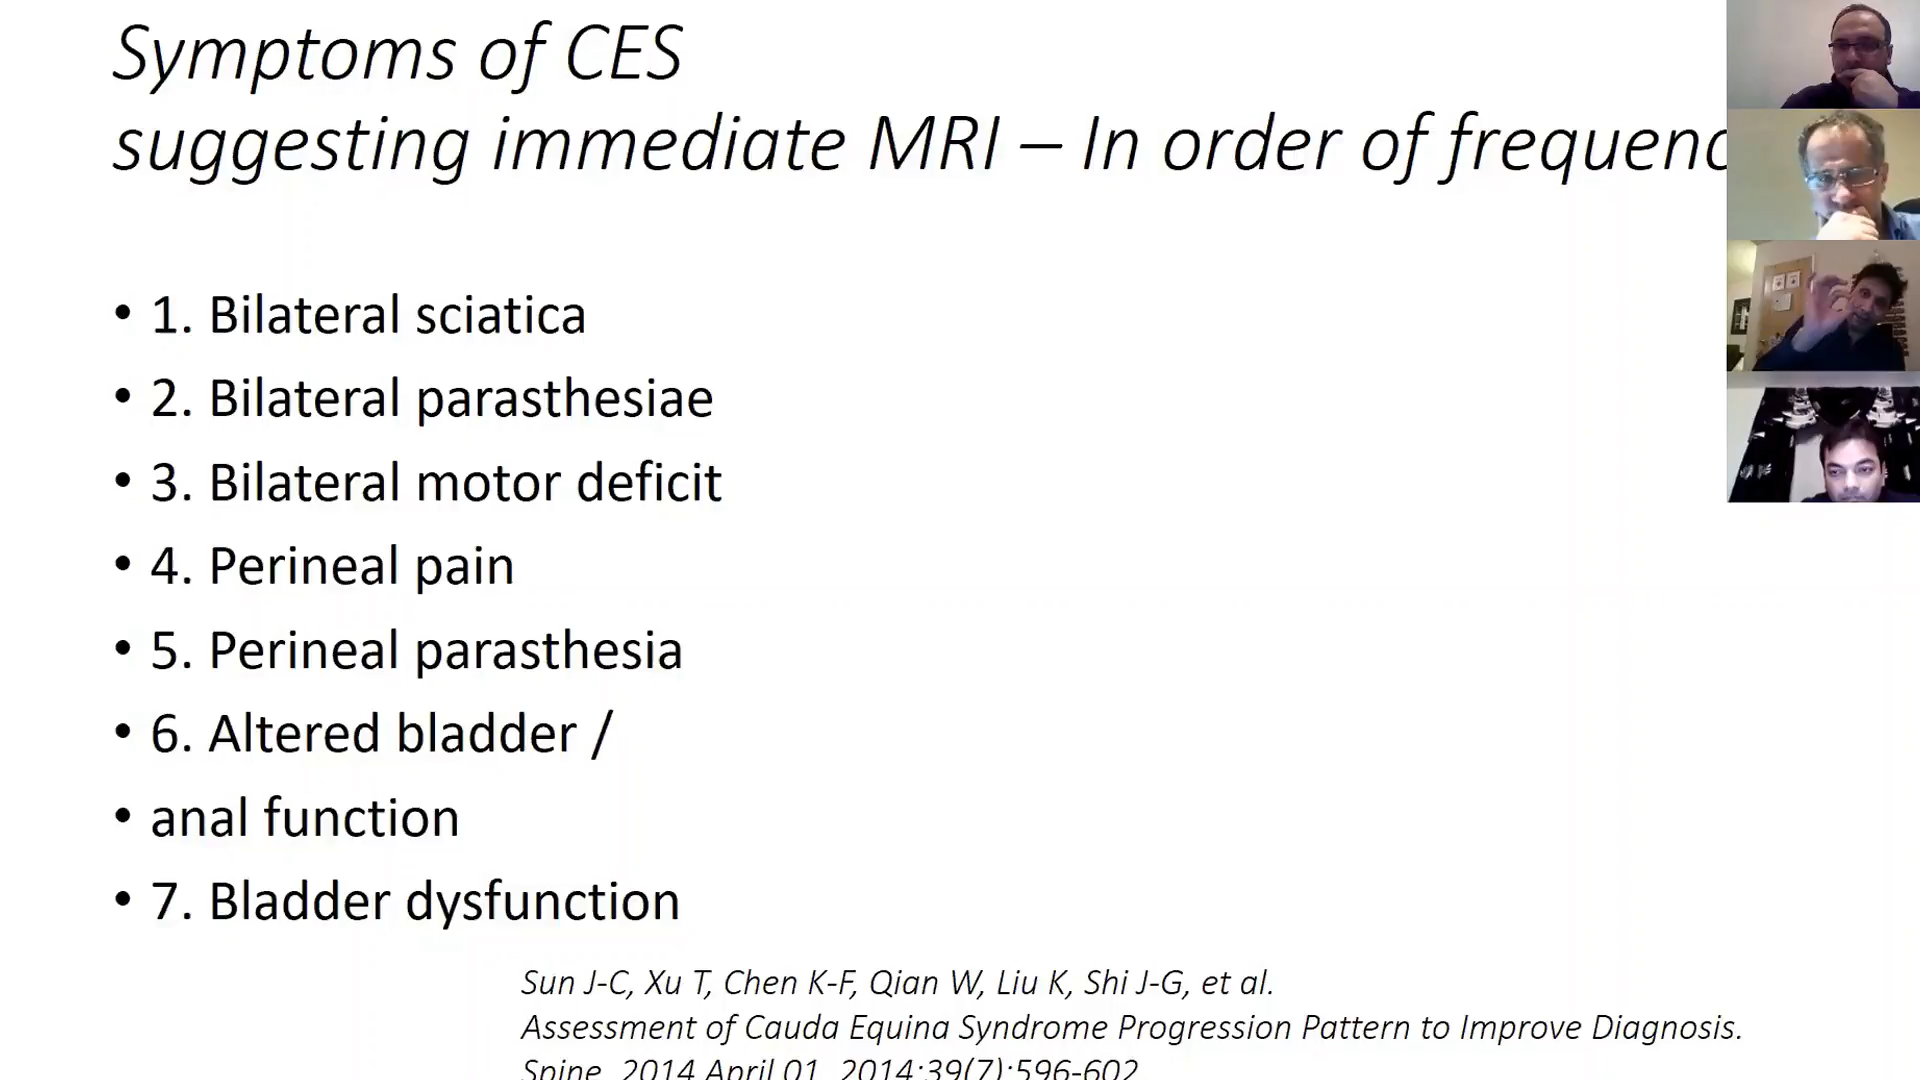 Symptoms of CES
suggesting immediate MRI – In order of frequenc
• 1. Bilateral sciatica
• 2. Bilateral parasthesiae
• 3. Bilateral motor deficit
• 4. Perineal pain
• 5. Perineal parasthesia
• 6. Altered bladder /
• anal function
• 7. Bladder dysfunction
Sun J-C, Xu T, Chen K-F, Qian W, Liu K, Shi J-G, et al.
Assessment of Cauda Equina Syndrome Progression Pattern to Improve Diagnosis.
Spine. 2014 April 01, 2014;39(7):596-602